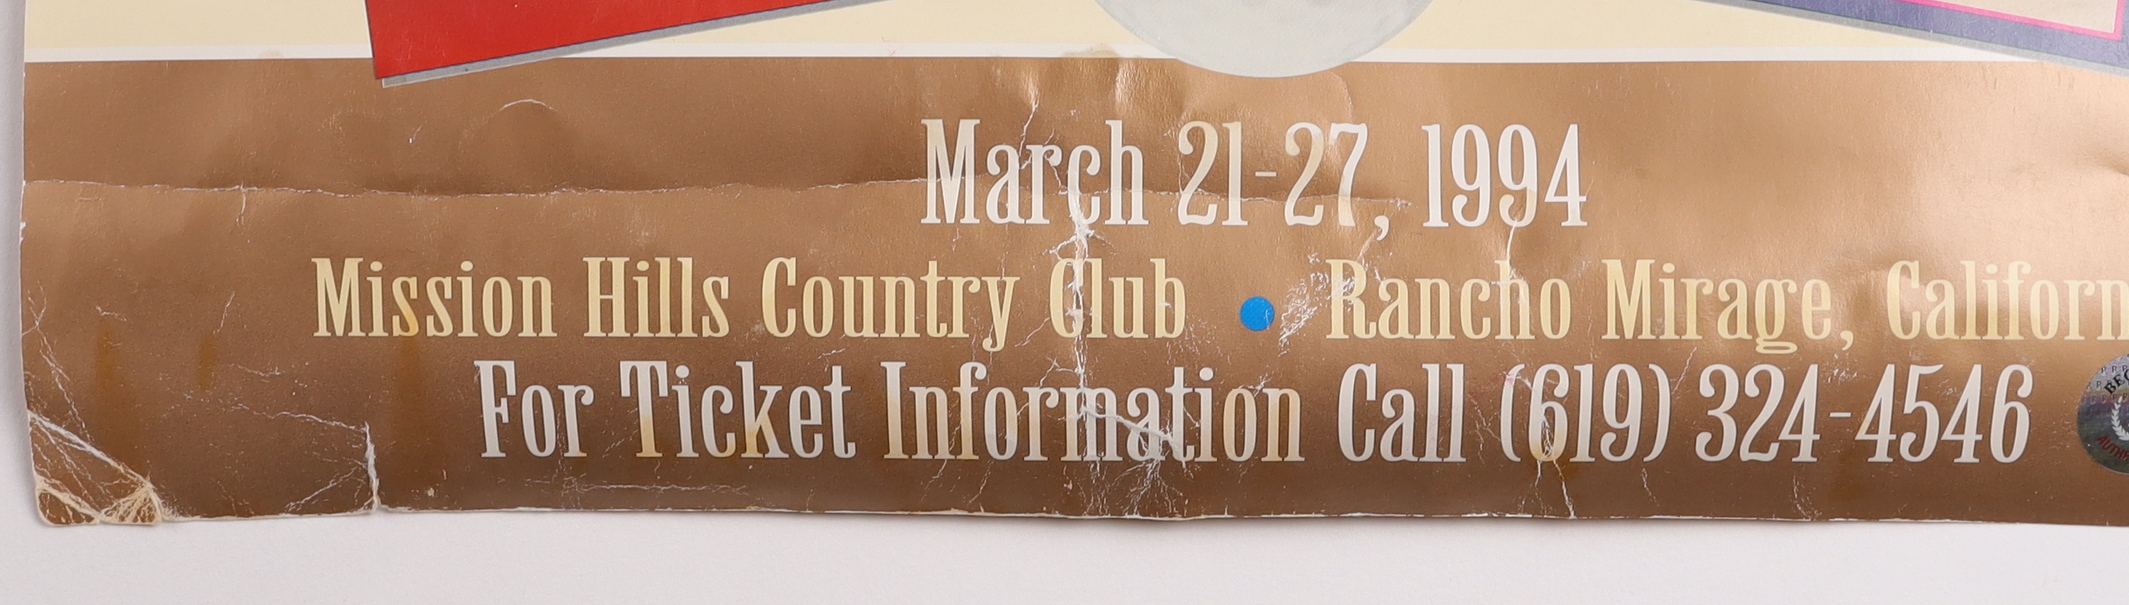 March 21-27, 1994
Mission Hills Country Club • Rancho Mirage, Californ
For Ticket Information Call (619) 324-4546